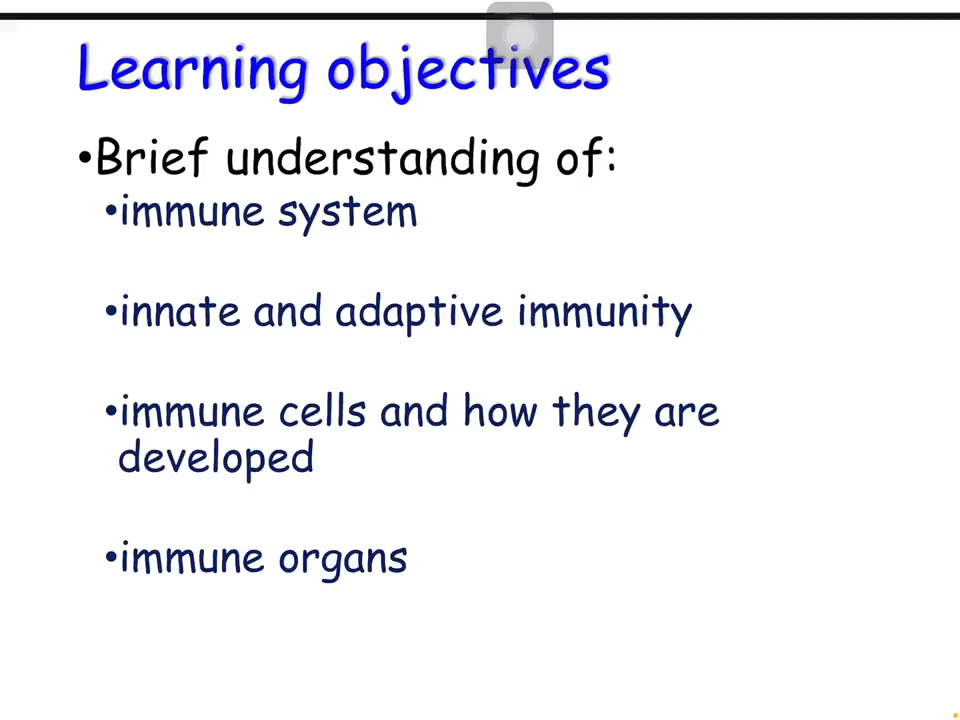 Learning objectives
•Brief understanding of:
•immune system
•innate and adaptive immunity
•immune cells and how they are
developed
•immune organs